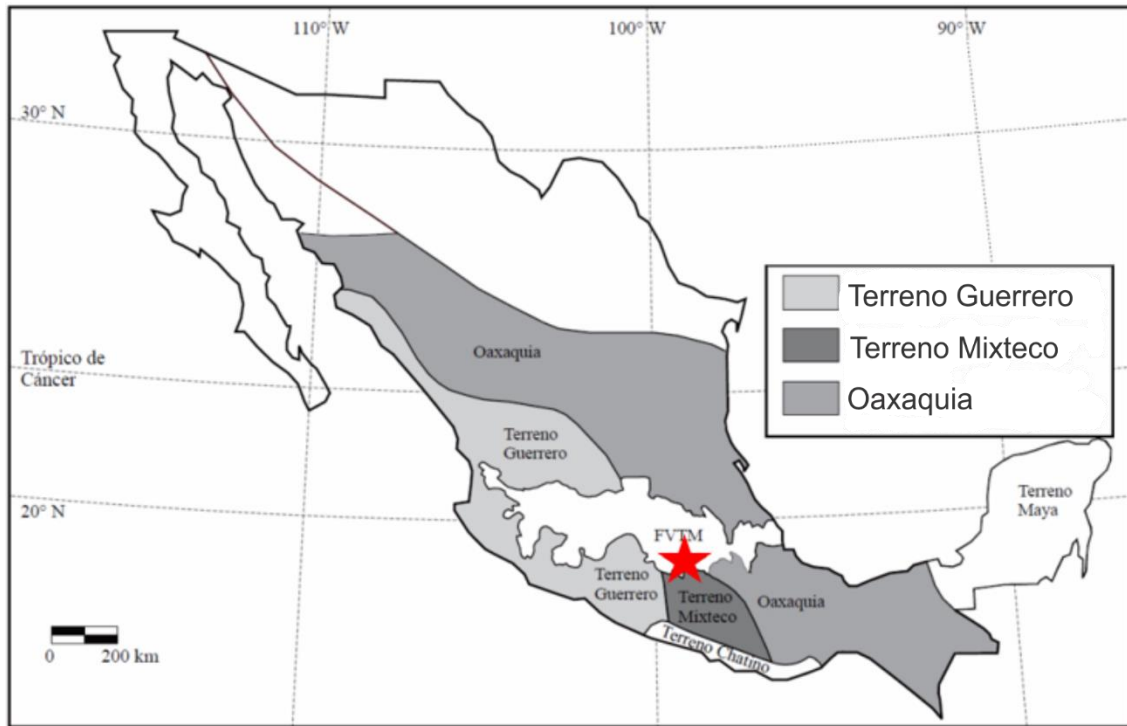 110° W
100° W
90° W
30° N
Trópico de
Cáncer
20° N
Oaxaquia
Terreno
Guerrero
FVTM
Terreno
Guerrero
Terreno
Mixteco
Oaxaquia
Terreno Chatino
Terreno
Maya
Terreno Guerrero
Terreno Mixteco
Oaxaquia
0 200 km